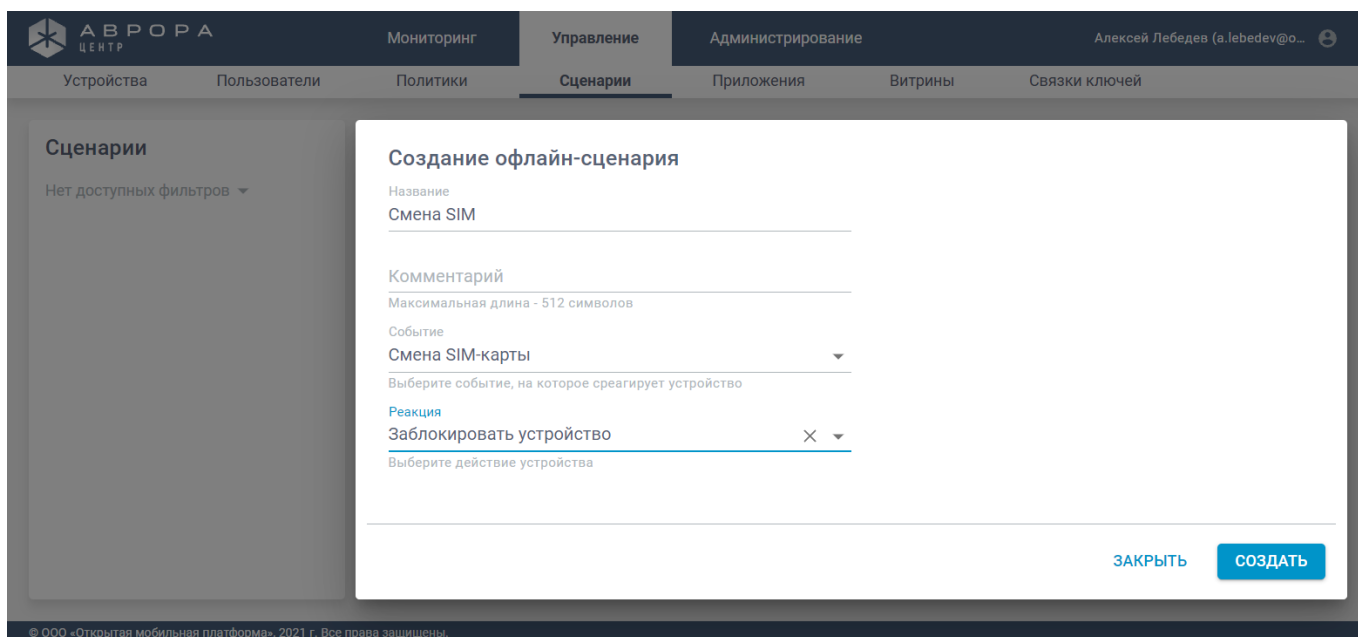 АВРОРА
ЦЕНТР
Мониторинг Управление Администрирование Алексей Лебедев (a.lebedev@o...
Устройства Пользователи Политики Сценарии Приложения Витрины Связки ключей
Сценарии
Нет доступных фильтров
Создание офлайн-сценария
Название
Смена SIM
Комментарий
Максимальная длина - 512 символов
Событие
Смена SIM-карты
Выберите событие, на которое среагирует устройство
Реакция
Заблокировать устройство
Выберите действие устройства
ЗАКРЫТЬ СОЗДАТЬ
© ООО «Открытая мобильная платформа», 2021 г. Все права защищены.